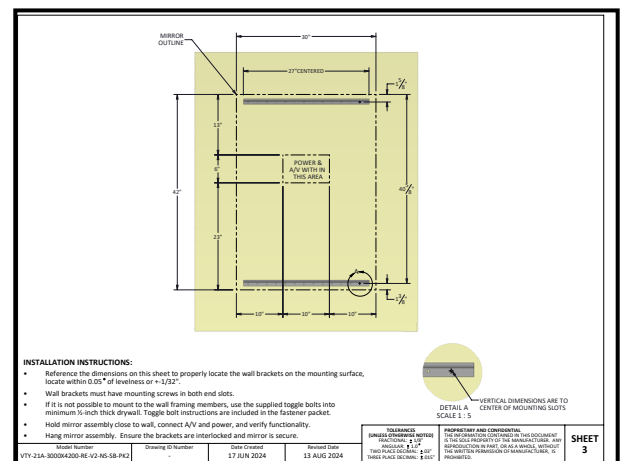 MIRROR
OUTLINE
30"
27"CENTERED
1 5/8"
13"
POWER &
A/V WITH IN
THIS AREA
6"
42"
23"
A
10"
10"
10"
INSTALLATION INSTRUCTIONS:
• Reference the dimensions on this sheet to properly locate the wall brackets on the mounting surface,
locate within 0.05° of levelness or +-1/32".
• Wall brackets must have mounting screws in both end slots.
• If it is not possible to mount to the wall framing members, use the supplied toggle bolts into
minimum ½-inch thick drywall. Toggle bolt instructions are included in the fastener packet.
• Hold mirror assembly close to wall, connect A/V and power, and verify functionality.
• Hang mirror assembly. Ensure the brackets are interlocked and mirror is secure.
DETAIL A
SCALE 1 : 5
VERTICAL DIMENSIONS ARE TO
CENTER OF MOUNTING SLOTS
Model Number
VTY-21A-3000X4200-RE-V2-NS-SB-PK2
Drawing ID Number
-
Date Created
17 JUN 2024
Revised Date
13 AUG 2024
TOLERANCES
(UNLESS OTHERWISE NOTED)
FRACTIONAL: ± 1/8"
ANGULAR: ± 1.0°
TWO PLACE DECIMAL: ±.03"
THREE PLACE DECIMAL: ±.015"
PROPRIETARY AND CONFIDENTIAL
THE INFORMATION CONTAINED IN THIS DOCUMENT
IS THE SOLE PROPERTY OF THE MANUFACTURER. ANY
REPRODUCTION IN PART, OR AS A WHOLE, WITHOUT
THE WRITTEN PERMISSION OF MANUFACTURER, IS
PROHIBITED.
SHEET
3